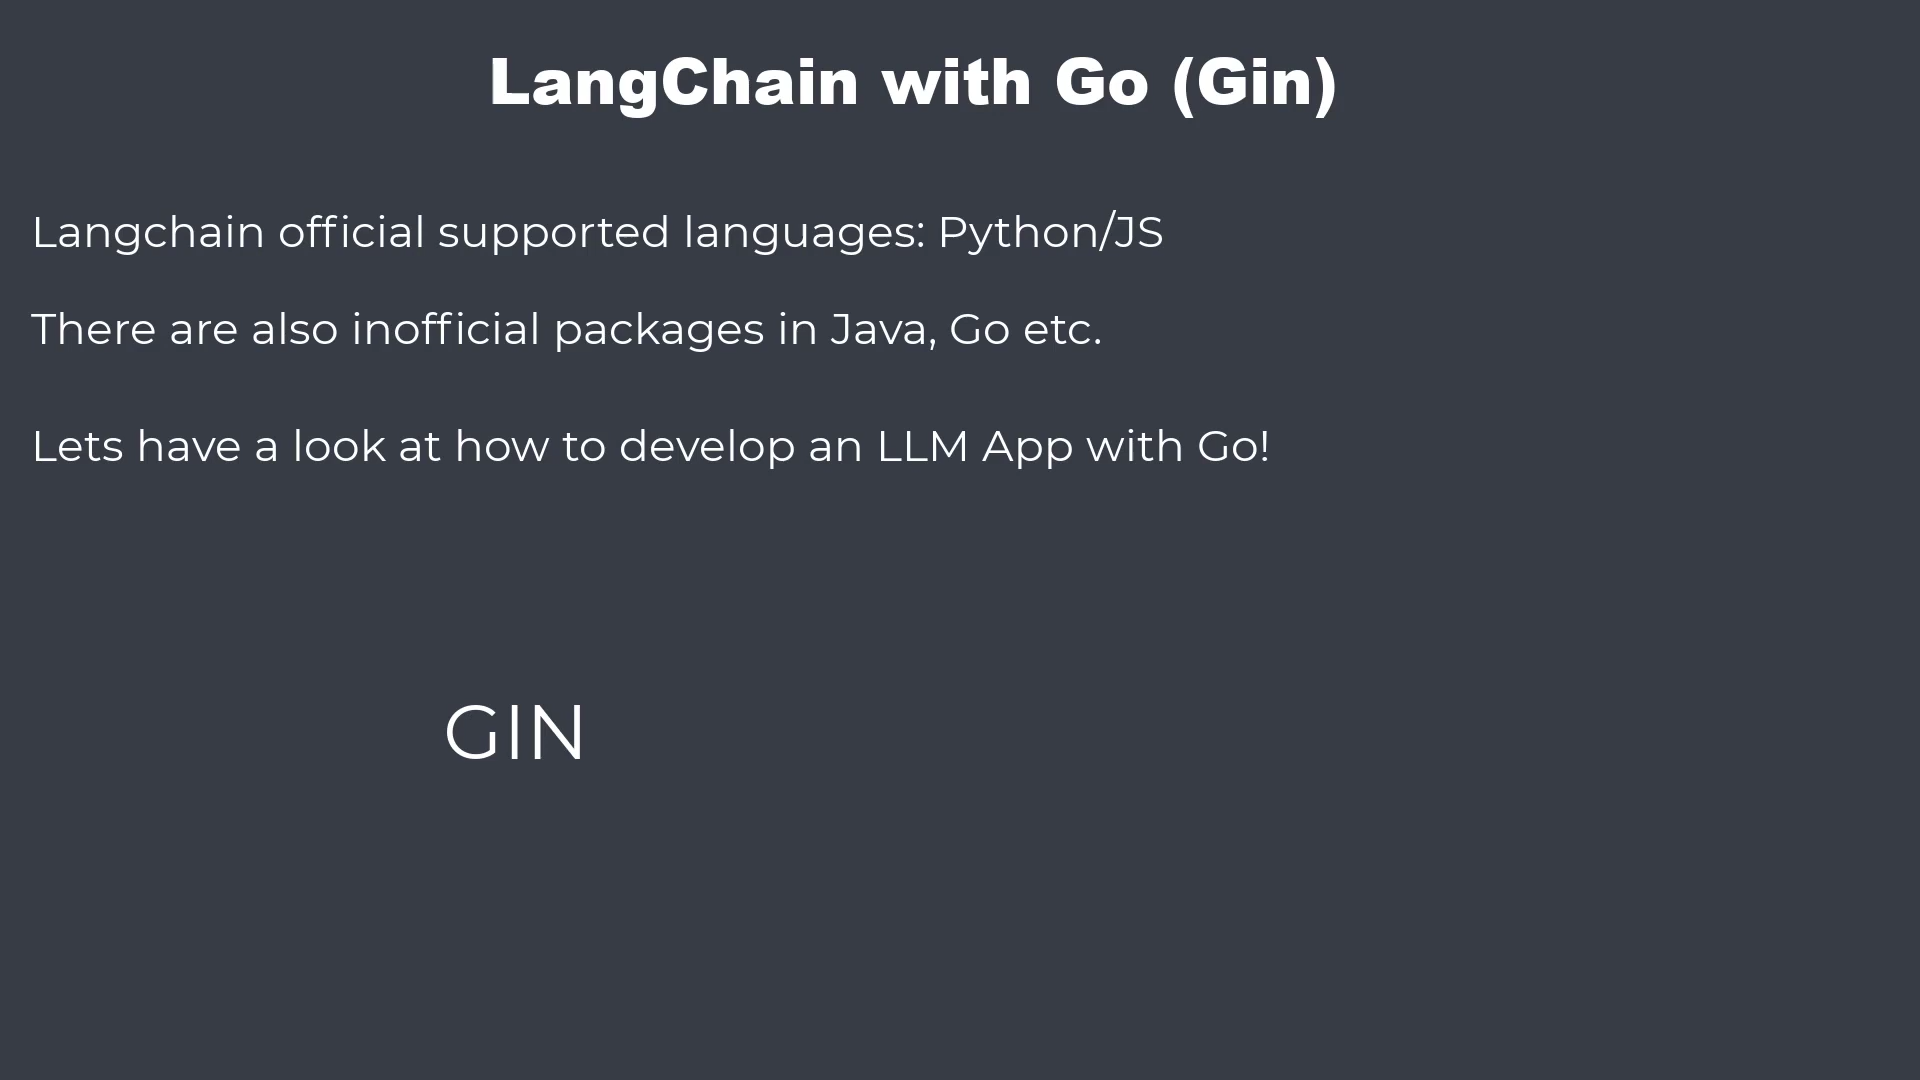 LangChain with Go (Gin)
Langchain official supported languages: Python/JS
There are also inofficial packages in Java, Go etc.
Lets have a look at how to develop an LLM App with Go!
GIN